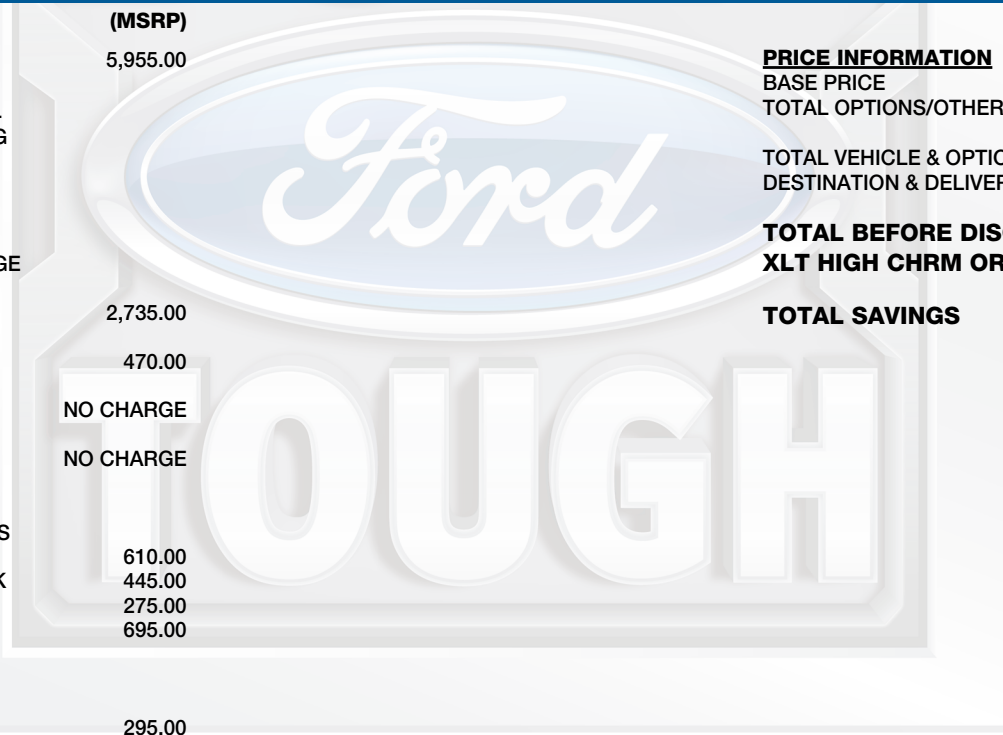 (MSRP)
5,955.00
G
GE
2,735.00
470.00
NO CHARGE
NO CHARGE
S
610.00
K
445.00
275.00
695.00
295.00
PRICE INFORMATION
BASE PRICE
TOTAL OPTIONS/OTHER
TOTAL VEHICLE & OPTIO
DESTINATION & DELIVER
TOTAL BEFORE DIS
XLT HIGH CHRM OR
TOTAL SAVINGS
Ford
TOUGH